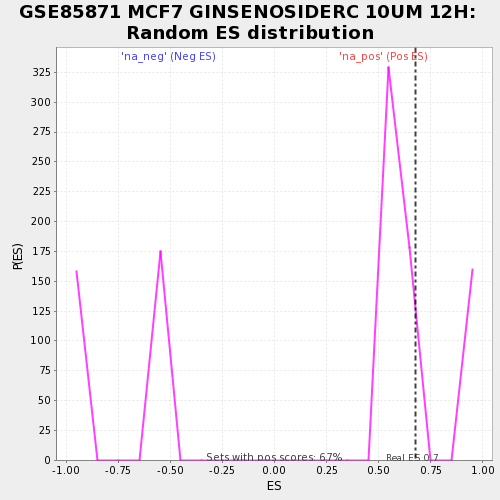 GSE85871 MCF7 GINSENOSIDERC 10UM 12H:
Random ES distribution
'na_neg' (Neg ES)
'na_pos' (Pos ES)
P(ES)
325
300
275
250
225
200
175
150
125
100
75
50
25
0
Sets with pos scores: 67%
Real ES 0.7
-1.00 -0.75 -0.50 -0.25 0.00 0.25 0.50 0.75 1.00
ES